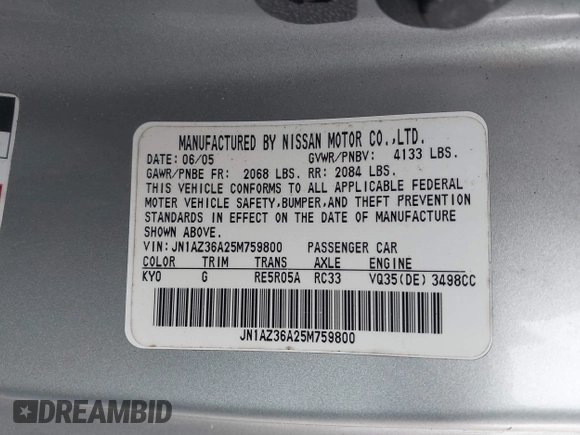 MANUFACTURED BY NISSAN MOTOR CO.,LTD.
DATE: 06/05 GVWR/PNBV: 4133 LBS.
GAWR/PNBE FR: 2068 LBS. RR: 2084 LBS.
THIS VEHICLE CONFORMS TO ALL APPLICABLE FEDERAL
MOTOR VEHICLE SAFETY,BUMPER,AND THEFT PREVENTION
STANDARDS IN EFFECT ON THE DATE OF MANUFACTURE
SHOWN ABOVE.
VIN:JN1AZ36A25M759800 PASSENGER CAR
COLOR TRIM TRANS AXLE ENGINE
KY0 G RE5R05A RC33 VQ35(DE) 3498CC
JN1AZ36A25M759800
DREAMBID